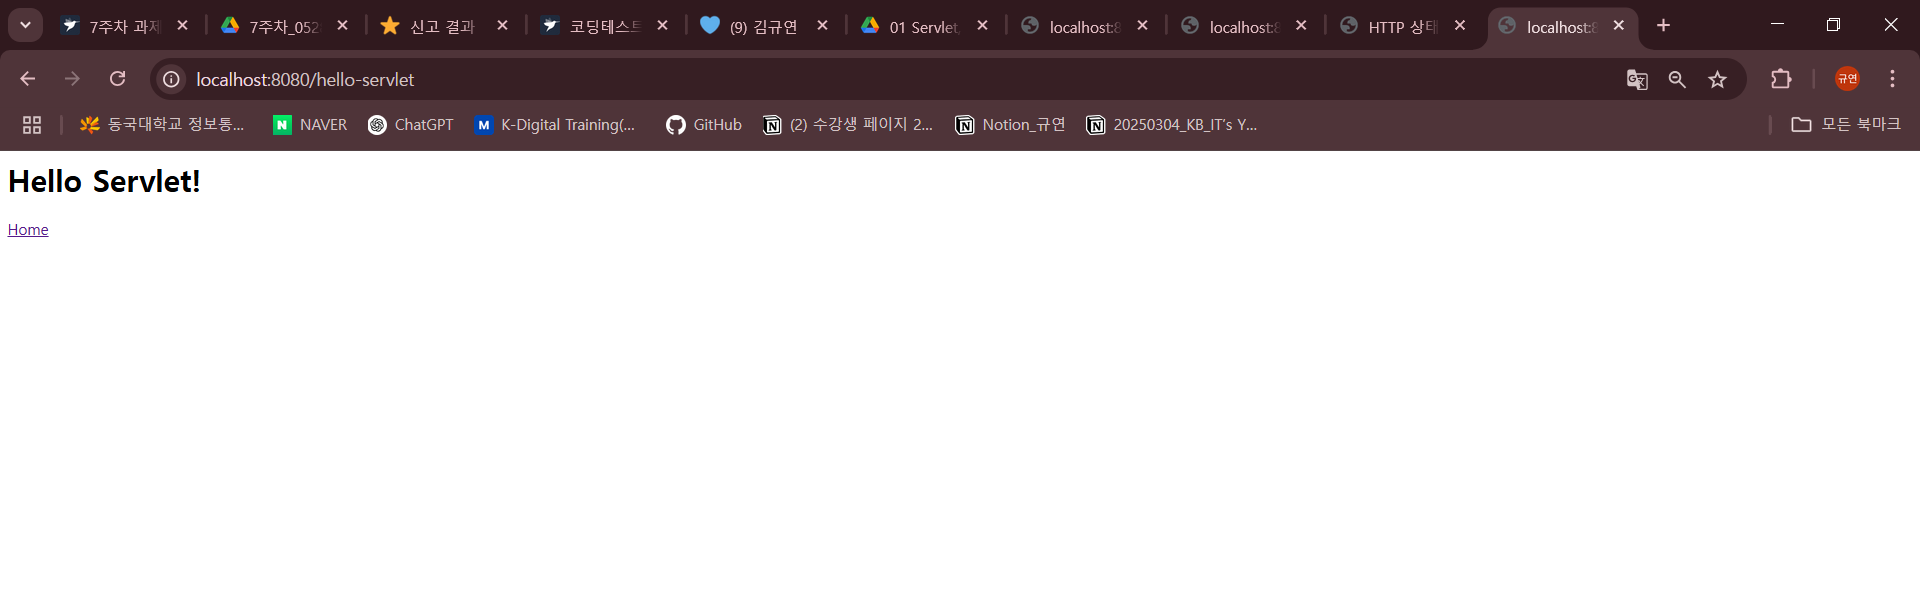 7주차 과제
7주차_052
신고 결과
코딩테스트
(9) 김규연
01 Servlet,
localhost:8
localhost:8
HTTP 상태
localhost:8
localhost:8080/hello-servlet
규연
동국대학교 정보통...
NAVER
ChatGPT
K-Digital Training(...
GitHub
(2) 수강생 페이지 2...
Notion_규연
20250304_KB_IT's Y...
모든 북마크
Hello Servlet!
Home